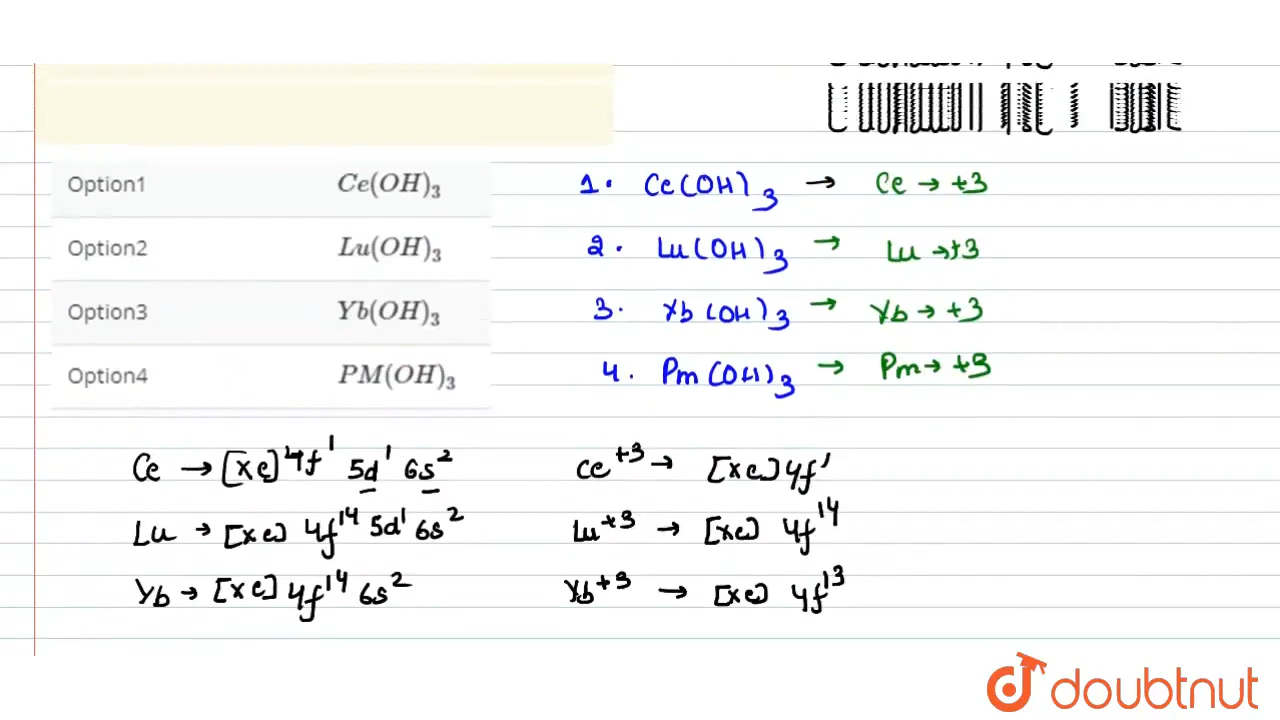 Option1 Ce(OH)₃ 1. Ce(OH)₃ → Ce → +3
Option2 Lu(OH)₃ 2. Lu(OH)₃ → Lu → +3
Option3 Yb(OH)₃ 3. Yb(OH)₃ → Yb → +3
Option4 PM(OH)₃ 4. Pm(OH)₃ → Pm → +3
Ce → [Xe] 4f¹ 5d¹ 6s² Ce⁺³ → [Xe] 4f¹
Lu → [Xe] 4f¹⁴ 5d¹ 6s² Lu⁺³ → [Xe] 4f¹⁴
Yb → [Xe] 4f¹⁴ 6s² Yb⁺³ → [Xe] 4f¹³
doubtnut